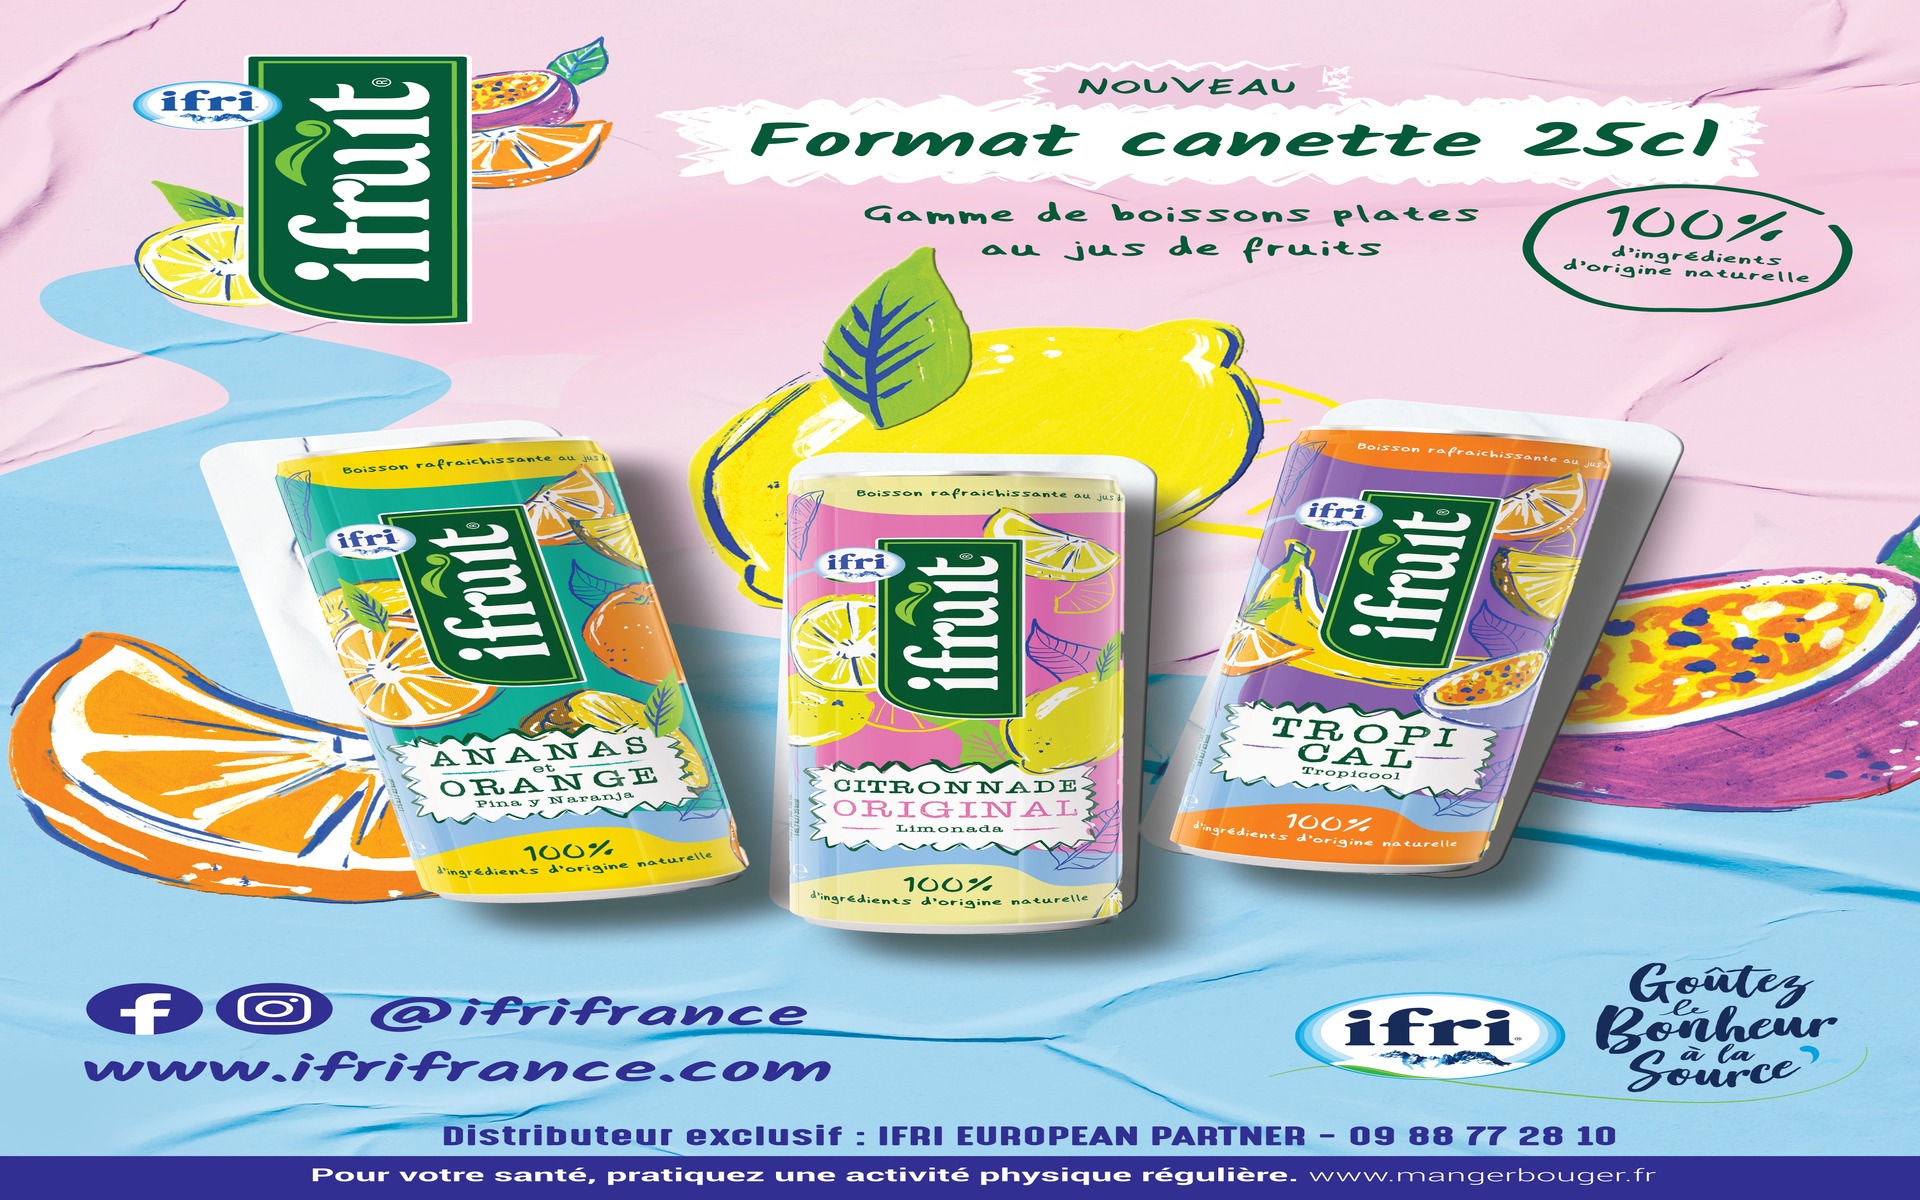 ifri
ifruit®
NOUVEAU
Format canette 25cl
Gamme de boissons plates
au jus de fruits
100%
d'ingrédients
d'origine naturelle
Boisson rafraichissante au jus
ifri
ifruit®
ANANAS
et
ORANGE
Pina y Naranja
100%
d'ingrédients d'origine naturelle
Boisson rafraichissante au jus
ifri
ifruit®
CITRONNADE
ORIGINAL
Limonada
100%
d'ingrédients d'origine naturelle
Boisson rafraichissante au jus
ifri
ifruit®
TROPI
CAL
Tropicool
100%
d'ingrédients d'origine naturelle
@ifrifrance
www.ifrifrance.com
ifri
Goûtez
le
Bonheur
à la
Source
Distributeur exclusif : IFRI EUROPEAN PARTNER - 09 88 77 28 10
Pour votre santé, pratiquez une activité physique régulière. www.mangerbouger.fr